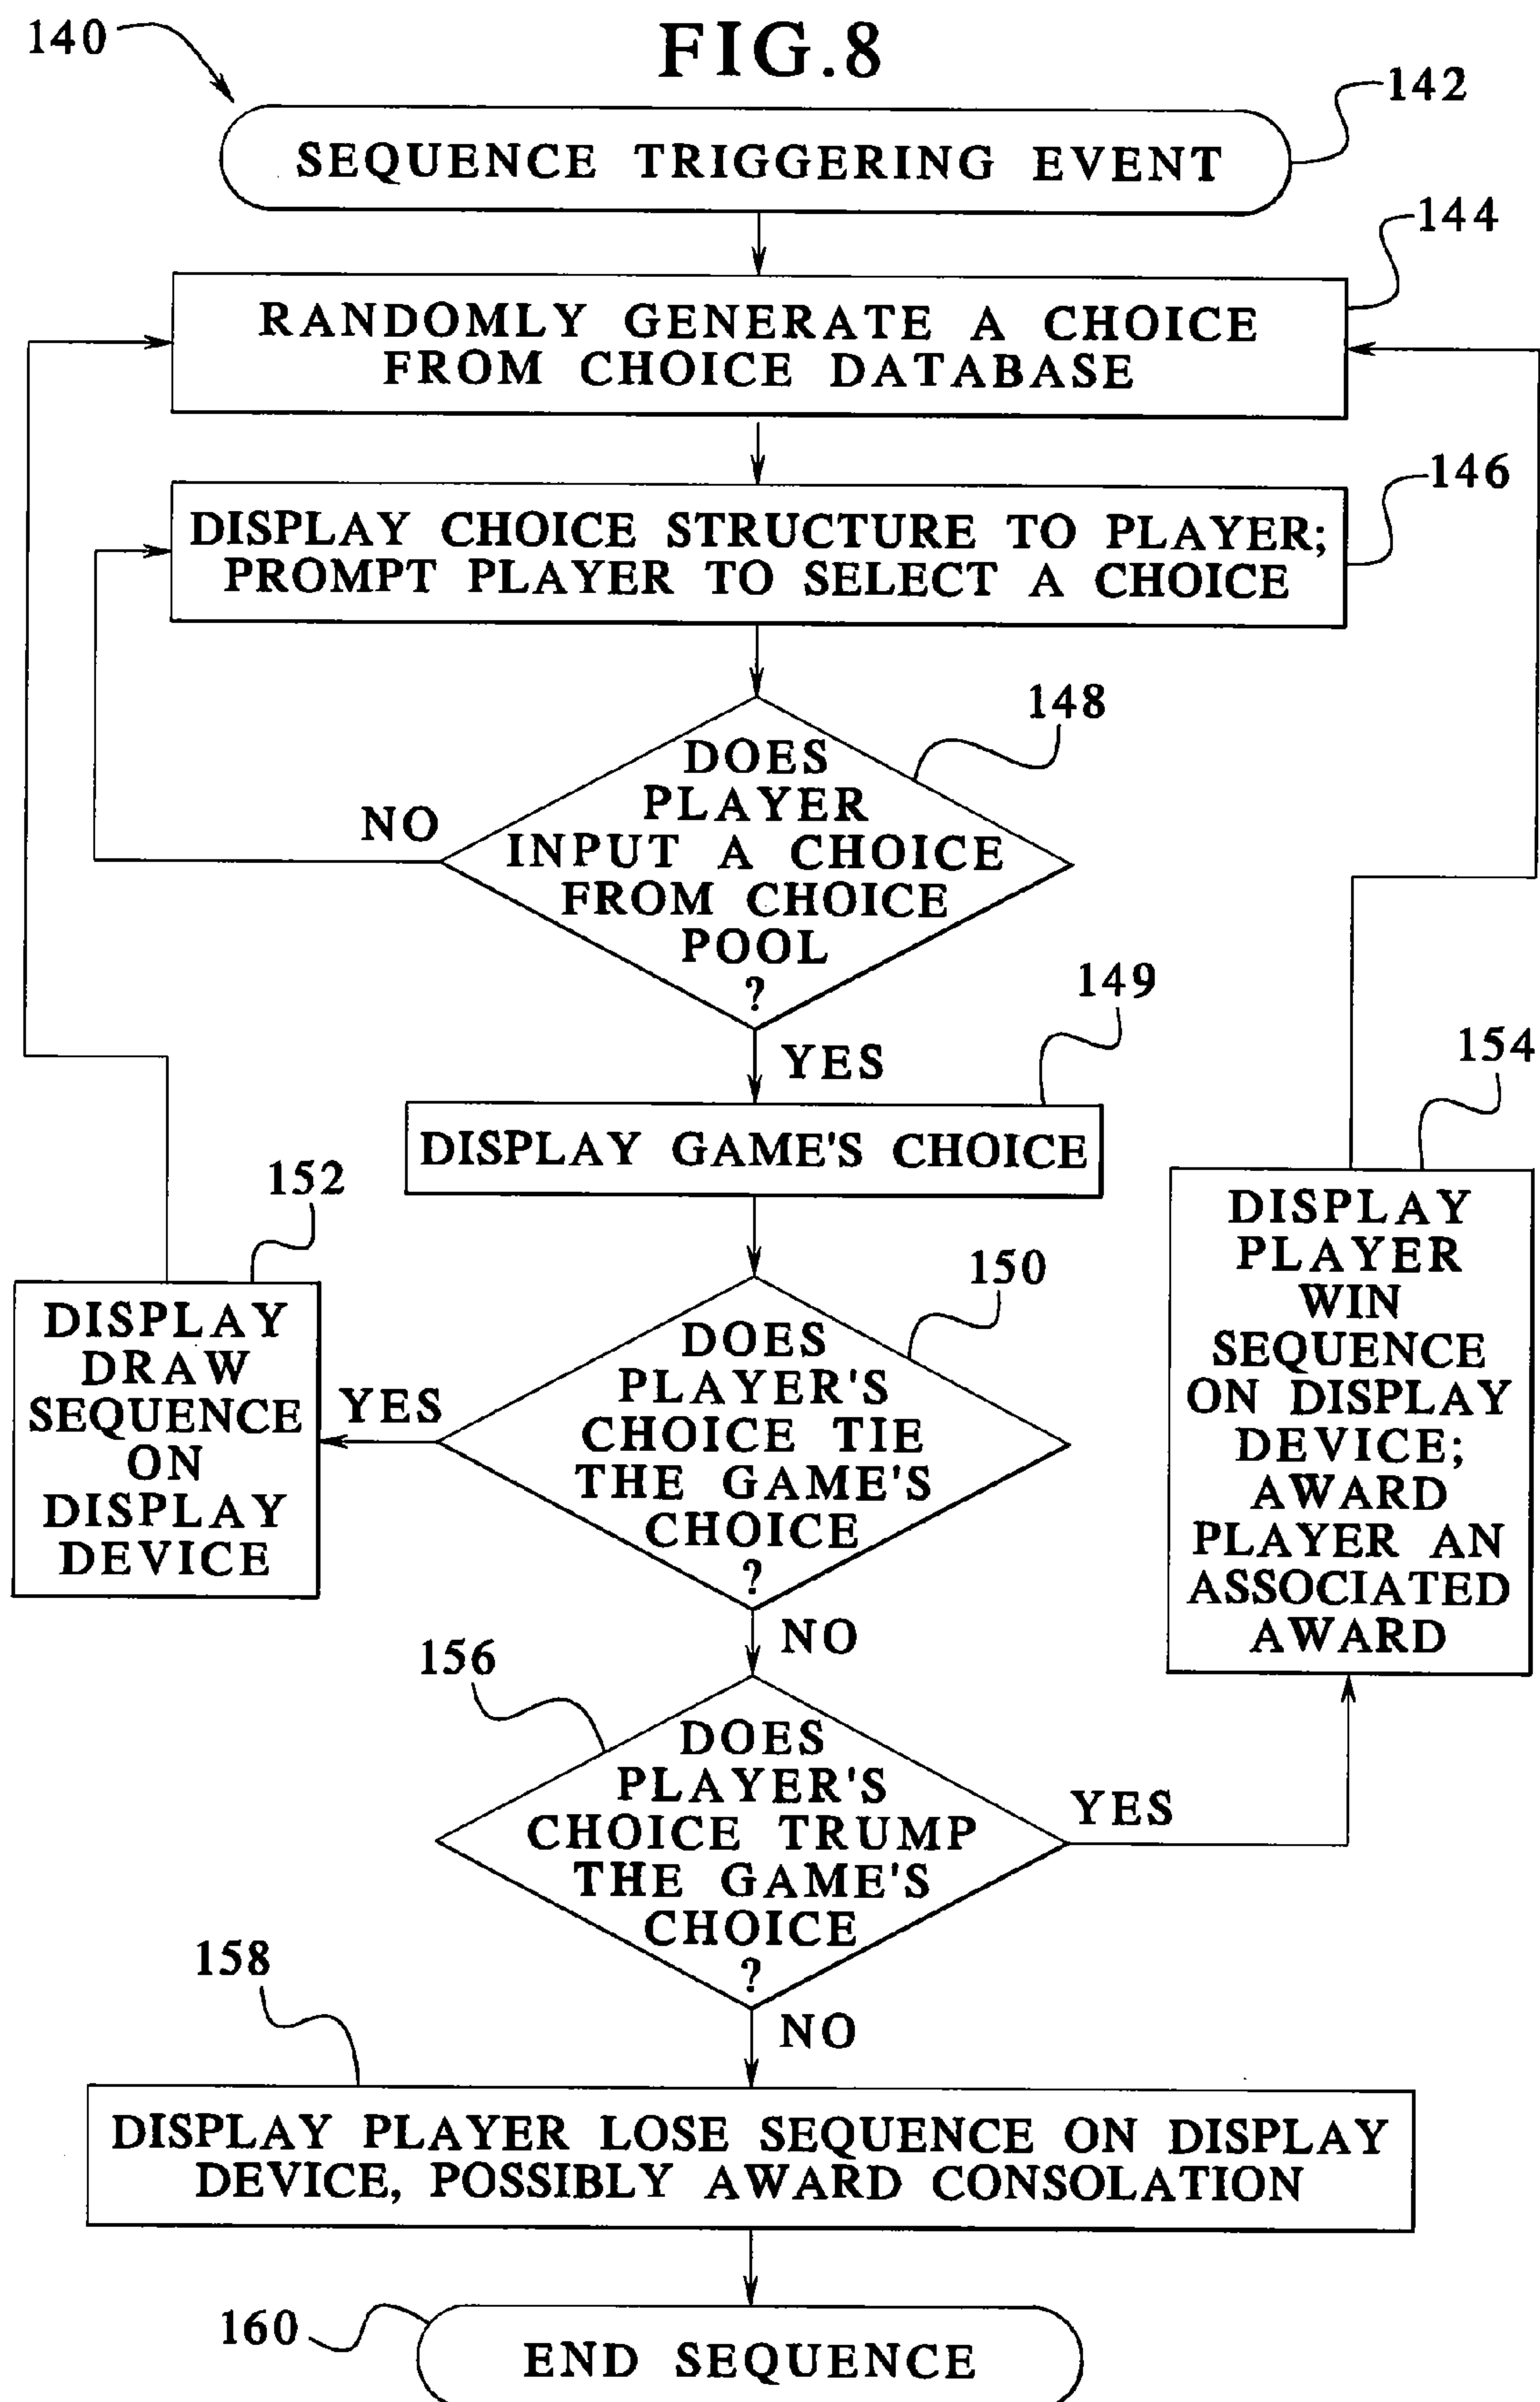 140
FIG.8
142
SEQUENCE TRIGGERING EVENT
144
RANDOMLY GENERATE A CHOICE
FROM CHOICE DATABASE
146
DISPLAY CHOICE STRUCTURE TO PLAYER;
PROMPT PLAYER TO SELECT A CHOICE
148
DOES
PLAYER
INPUT A CHOICE
FROM CHOICE
POOL
?
NO
YES
149
DISPLAY GAME'S CHOICE
152
DISPLAY
DRAW
SEQUENCE
ON
DISPLAY
DEVICE
YES
150
DOES
PLAYER'S
CHOICE TIE
THE GAME'S
CHOICE
?
NO
154
DISPLAY
PLAYER
WIN
SEQUENCE
ON DISPLAY
DEVICE;
AWARD
PLAYER AN
ASSOCIATED
AWARD
156
DOES
PLAYER'S
CHOICE TRUMP
THE GAME'S
CHOICE
?
YES
NO
158
DISPLAY PLAYER LOSE SEQUENCE ON DISPLAY
DEVICE, POSSIBLY AWARD CONSOLATION
160
END SEQUENCE